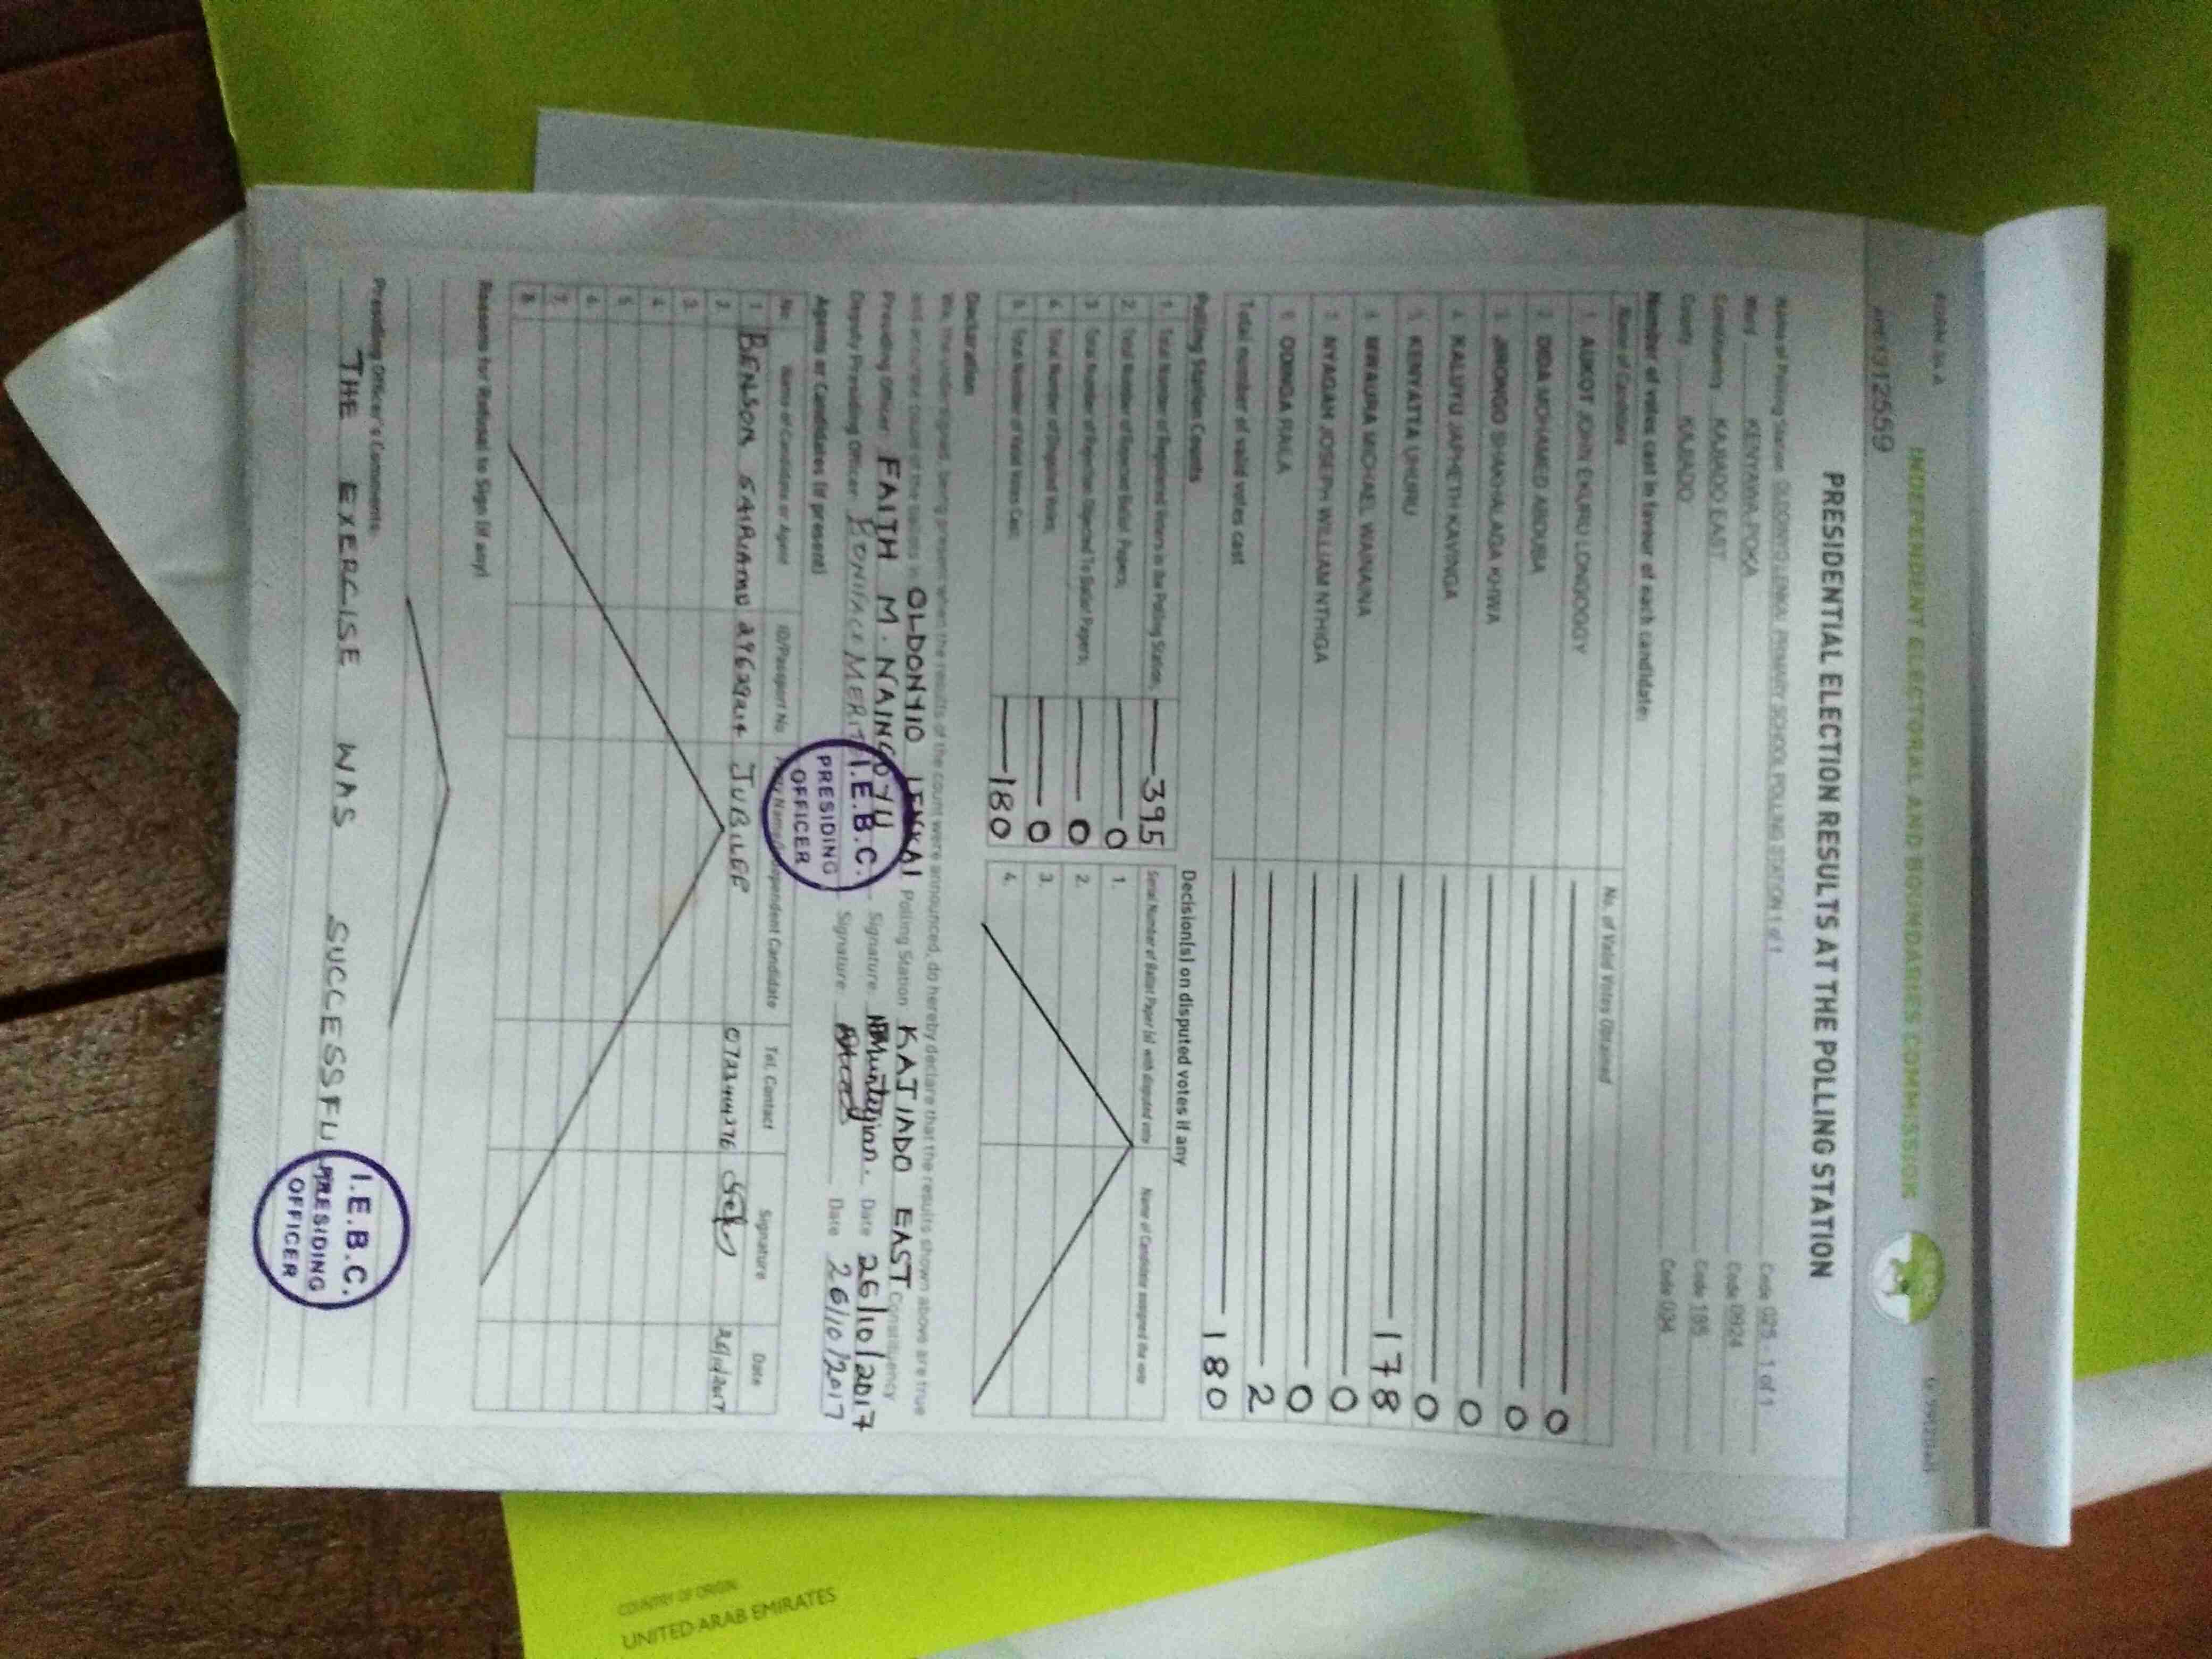 FORM 34 A
INDEPENDENT ELECTORAL AND BOUNDARIES COMMISSION
PRESIDENTIAL ELECTION RESULTS AT THE POLLING STATION
Name of Polling Station OLDONYO LENKAI PRIMARY SCHOOL POLLING STATION 1 of 1 Code 025 1 of 1
Ward KENYAWA-POKA Code 0924
Constituency KAJIADO EAST Code 185
County KAJIADO Code 034
Number of votes cast in favour of each candidate:
Name of Candidate No. of Valid Votes Obtained
1. AUKOT JOHN EKURU LONGOGGY 0
2. DIDA MOHAMED ABDUBA 0
3. JIRONGO SHAKHALAGA KHWA 0
4. KALUYU JAPHETH KAVINGA 0
5. KENYATTA UHURU 178
6. MWAURA MICHAEL WAINAINA 0
7. NYAGAH JOSEPH WILLIAM NTHIGA 0
8. ODINGA RAILA 2
Total number of valid votes cast 180
Polling Station Counts
1. Total Number of Registered Voters in the Polling Station; 395
2. Total Number of Rejected Ballot Papers; 0
3. Total Number of Rejection Objected To Ballot Papers; 0
4. Total Number of Disputed Votes; 0
5. Total Number of Valid Votes Cast; 180
Decision(s) on disputed votes if any
Serial Number of Ballot Paper (s) with disputed vote Name of Candidate assigned the vote
1.
2.
3.
4.
Declaration
We, the undersigned, being present when the results of the count were announced, do hereby declare that the results shown above are true
and accurate count of the ballots in OLDONYIO LENKAI Polling Station KAJIADO EAST Constituency
Presiding Officer: FAITH M. Signature: Date 26/10/2017
Deputy Presiding Officer: BONIFACE Signature: Date 26/10/2017
I.E.B.C.
PRESIDING
OFFICER
Agents or Candidates (if present)
No. Name of Candidate or Agent ID/Passport No Party Name/Independent Candidate Tel. Contact Signature Date
1. BENSON 29629214 JUBILEE 26/10/2017
2.
3.
4.
5.
6.
7.
8.
Reasons for Refusal to Sign (if any)
Presiding Officer's Comments:
THE EXERCISE WAS SUCCESSFUL
I.E.B.C.
PRESIDING
OFFICER
COUNTRY OF ORIGIN
UNITED ARAB EMIRATES